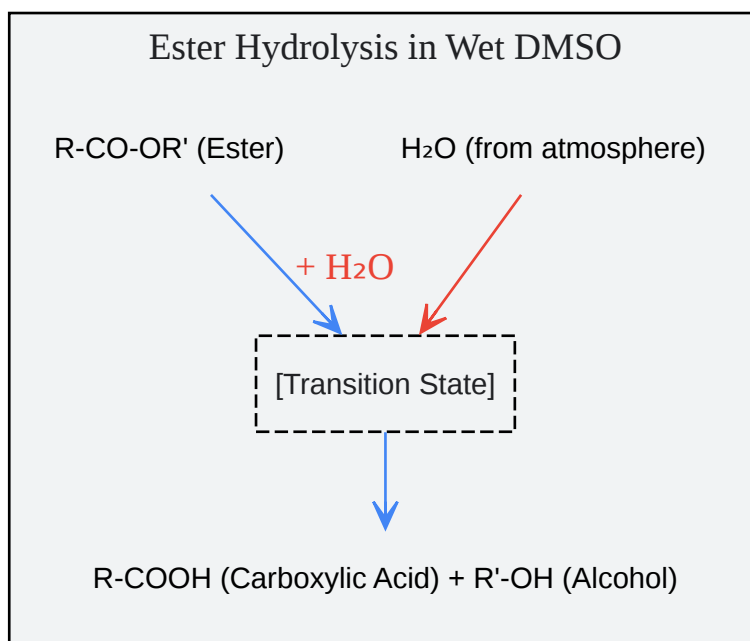 Ester Hydrolysis in Wet DMSO
R-CO-OR' (Ester)
H₂O (from atmosphere)
+ H₂O
[Transition State]
R-COOH (Carboxylic Acid) + R'-OH (Alcohol)